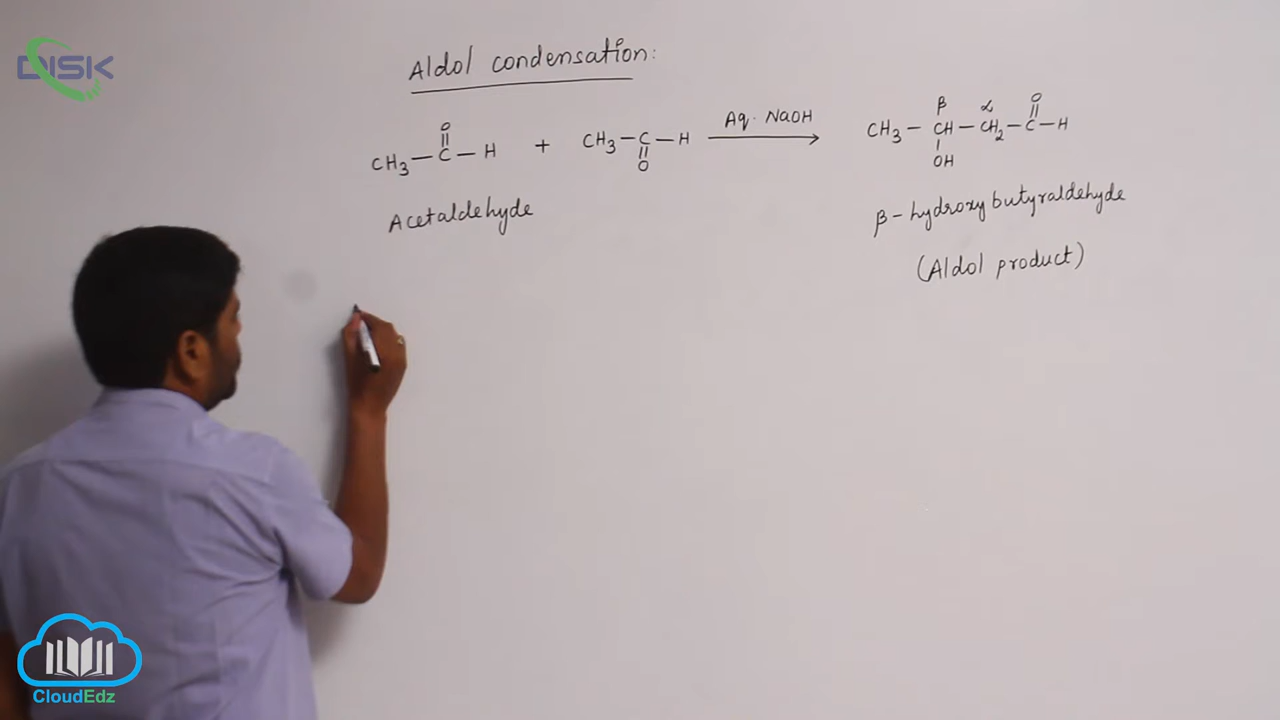 DISK
Aldol condensation:
O O
CH3 — C — H + CH3 — C — H Aq. NaOH → CH3 — CH — CH2 — C — H
O β α OH
Acetaldehyde β - hydroxy butyraldehyde
(Aldol product)
CloudEdz